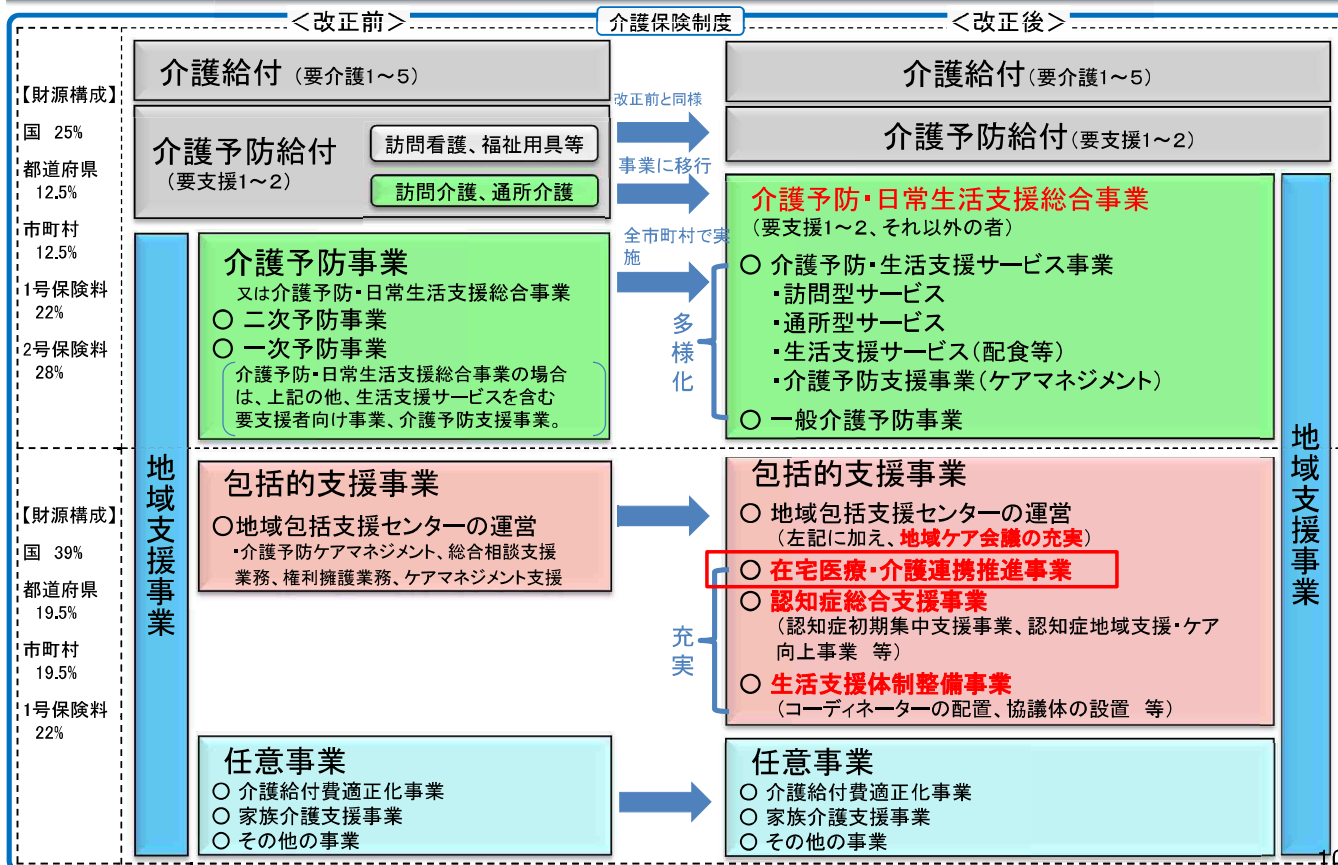 介護保険制度
＜改正前＞
＜改正後＞
【財源構成】
国 25%
都道府県
12.5%
市町村
12.5%
1号保険料
22%
2号保険料
28%
【財源構成】
国 39%
都道府県
19.5%
市町村
19.5%
1号保険料
22%
介護給付 （要介護1～5）
介護予防給付
（要支援1～2）
訪問看護、福祉用具等
訪問介護、通所介護
地域支援事業
介護予防事業
又は介護予防・日常生活支援総合事業
○ 二次予防事業
○ 一次予防事業
介護予防・日常生活支援総合事業の場合
は、上記の他、生活支援サービスを含む
要支援者向け事業、介護予防支援事業。
包括的支援事業
○地域包括支援センターの運営
・介護予防ケアマネジメント、総合相談支援
業務、権利擁護業務、ケアマネジメント支援
任意事業
○ 介護給付費適正化事業
○ 家族介護支援事業
○ その他の事業
改正前と同様
事業に移行
全市町村で実
施
多様化
充実
介護給付（要介護1～5）
介護予防給付（要支援1～2）
介護予防・日常生活支援総合事業
（要支援1～2、それ以外の者）
○ 介護予防・生活支援サービス事業
・訪問型サービス
・通所型サービス
・生活支援サービス（配食等）
・介護予防支援事業（ケアマネジメント）
○ 一般介護予防事業
包括的支援事業
○ 地域包括支援センターの運営
（左記に加え、地域ケア会議の充実）
○ 在宅医療・介護連携推進事業
○ 認知症総合支援事業
（認知症初期集中支援事業、認知症地域支援・ケア
向上事業 等）
○ 生活支援体制整備事業
（コーディネーターの配置、協議体の設置 等）
任意事業
○ 介護給付費適正化事業
○ 家族介護支援事業
○ その他の事業
地域支援事業